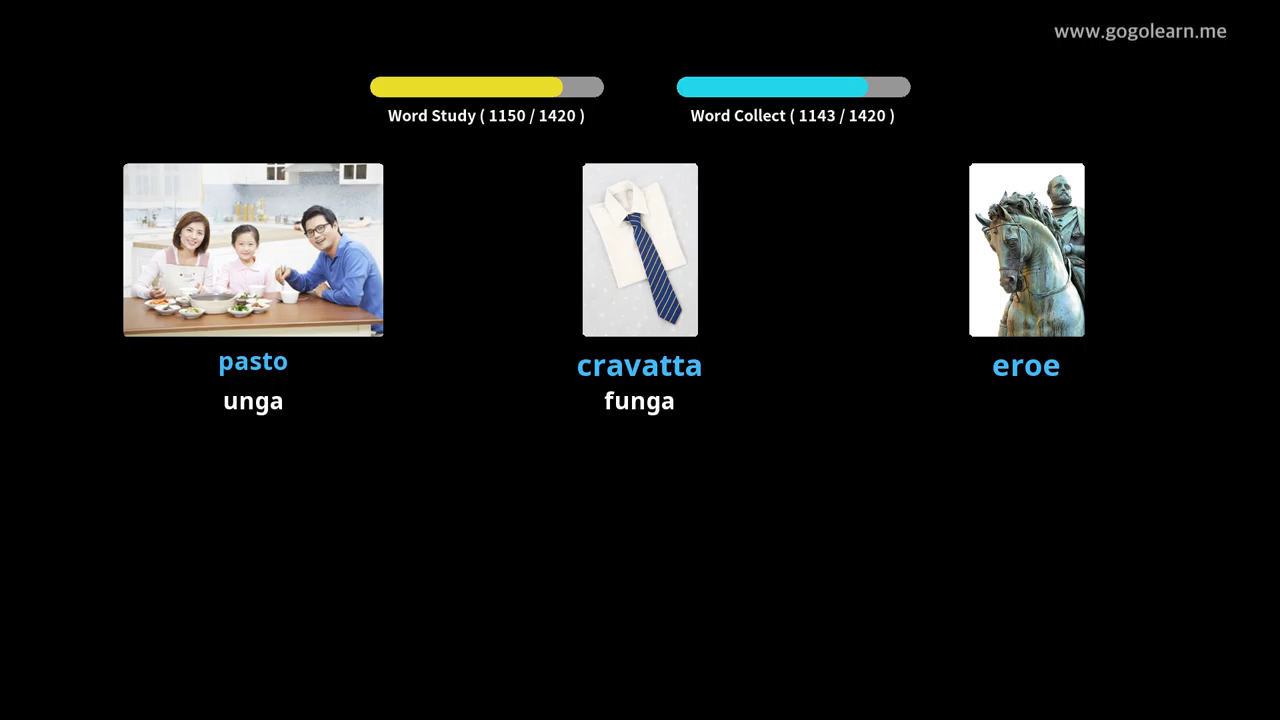 www.gogolearn.me
Word Study ( 1150 / 1420 )
Word Collect ( 1143 / 1420 )
pasto
unga
cravatta
funga
eroe